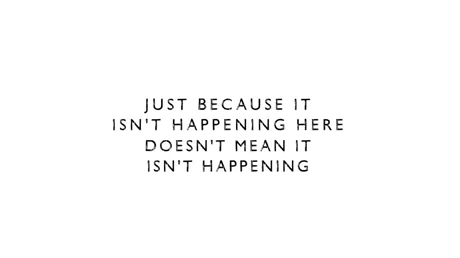 JUST BECAUSE IT
ISN'T HAPPENING HERE
DOESN'T MEAN IT
ISN'T HAPPENING